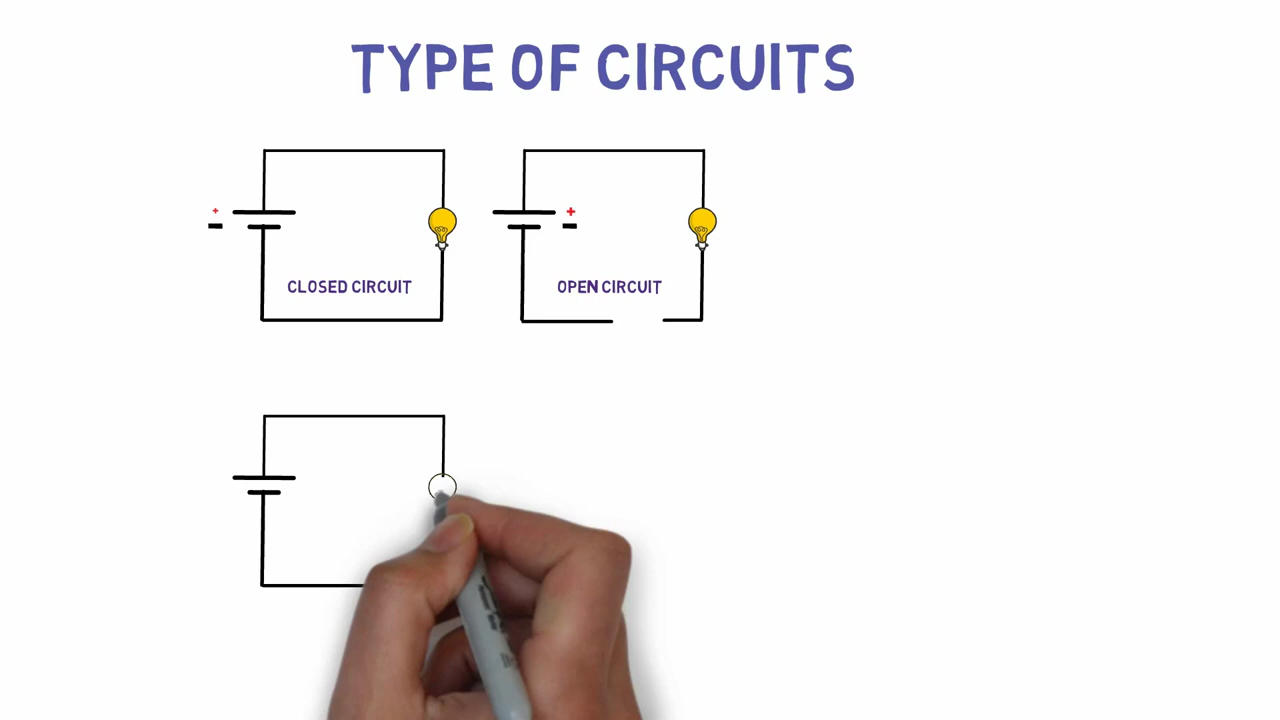 TYPE OF CIRCUITS
+
-
+
-
CLOSED CIRCUIT
OPEN CIRCUIT